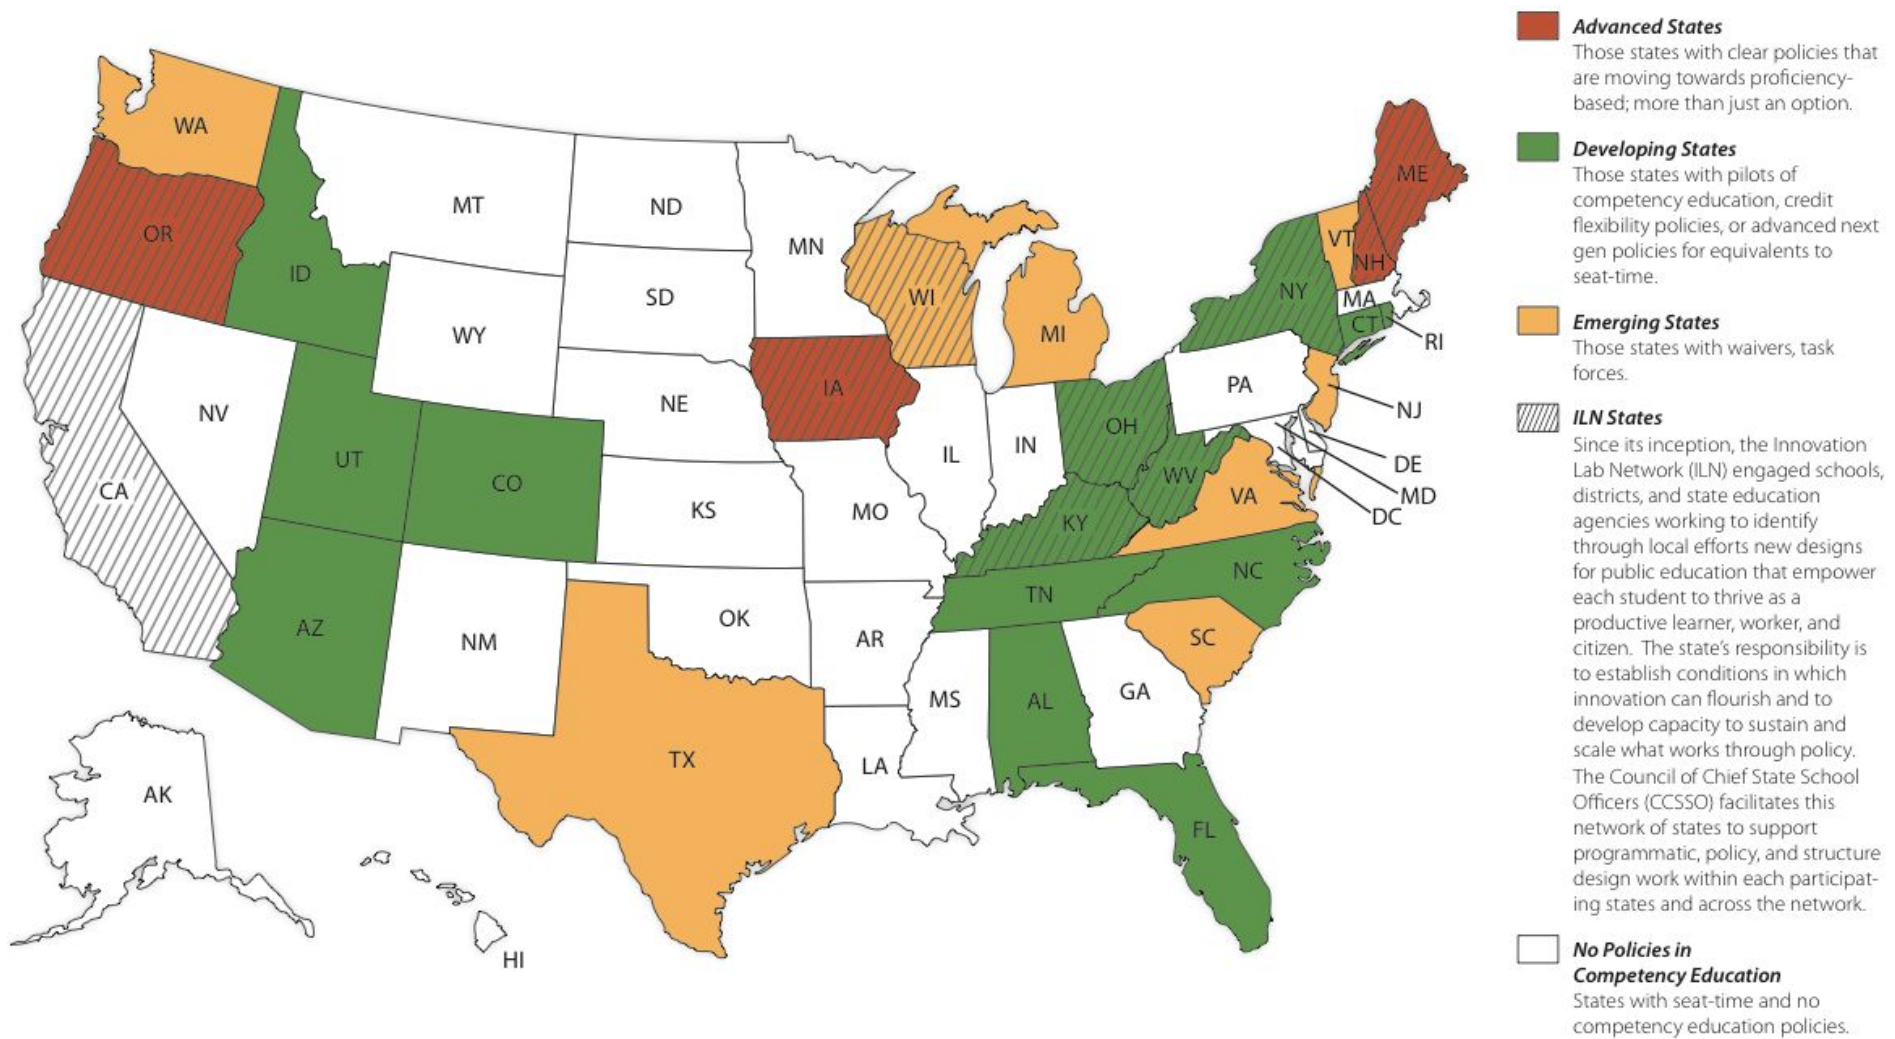 WA
OR
CA
NV
ID
MT
WY
UT
CO
AZ
NM
ND
SD
NE
KS
OK
TX
MN
IA
MO
AR
LA
WI
IL
MI
IN
OH
KY
TN
MS
AL
GA
FL
SC
NC
VA
WV
PA
NY
VT
NH
ME
MA
CT
RI
NJ
DE
MD
DC
AK
HI
Advanced States
Those states with clear policies that
are moving towards proficiency-
based; more than just an option.
Developing States
Those states with pilots of
competency education, credit
flexibility policies, or advanced next
gen policies for equivalents to
seat-time.
Emerging States
Those states with waivers, task
forces.
ILN States
Since its inception, the Innovation
Lab Network (ILN) engaged schools,
districts, and state education
agencies working to identify
through local efforts new designs
for public education that empower
each student to thrive as a
productive learner, worker, and
citizen. The state's responsibility is
to establish conditions in which
innovation can flourish and to
develop capacity to sustain and
scale what works through policy.
The Council of Chief State School
Officers (CCSSO) facilitates this
network of states to support
programmatic, policy, and structure
design work within each participat-
ing states and across the network.
No Policies in
Competency Education
States with seat-time and no
competency education policies.